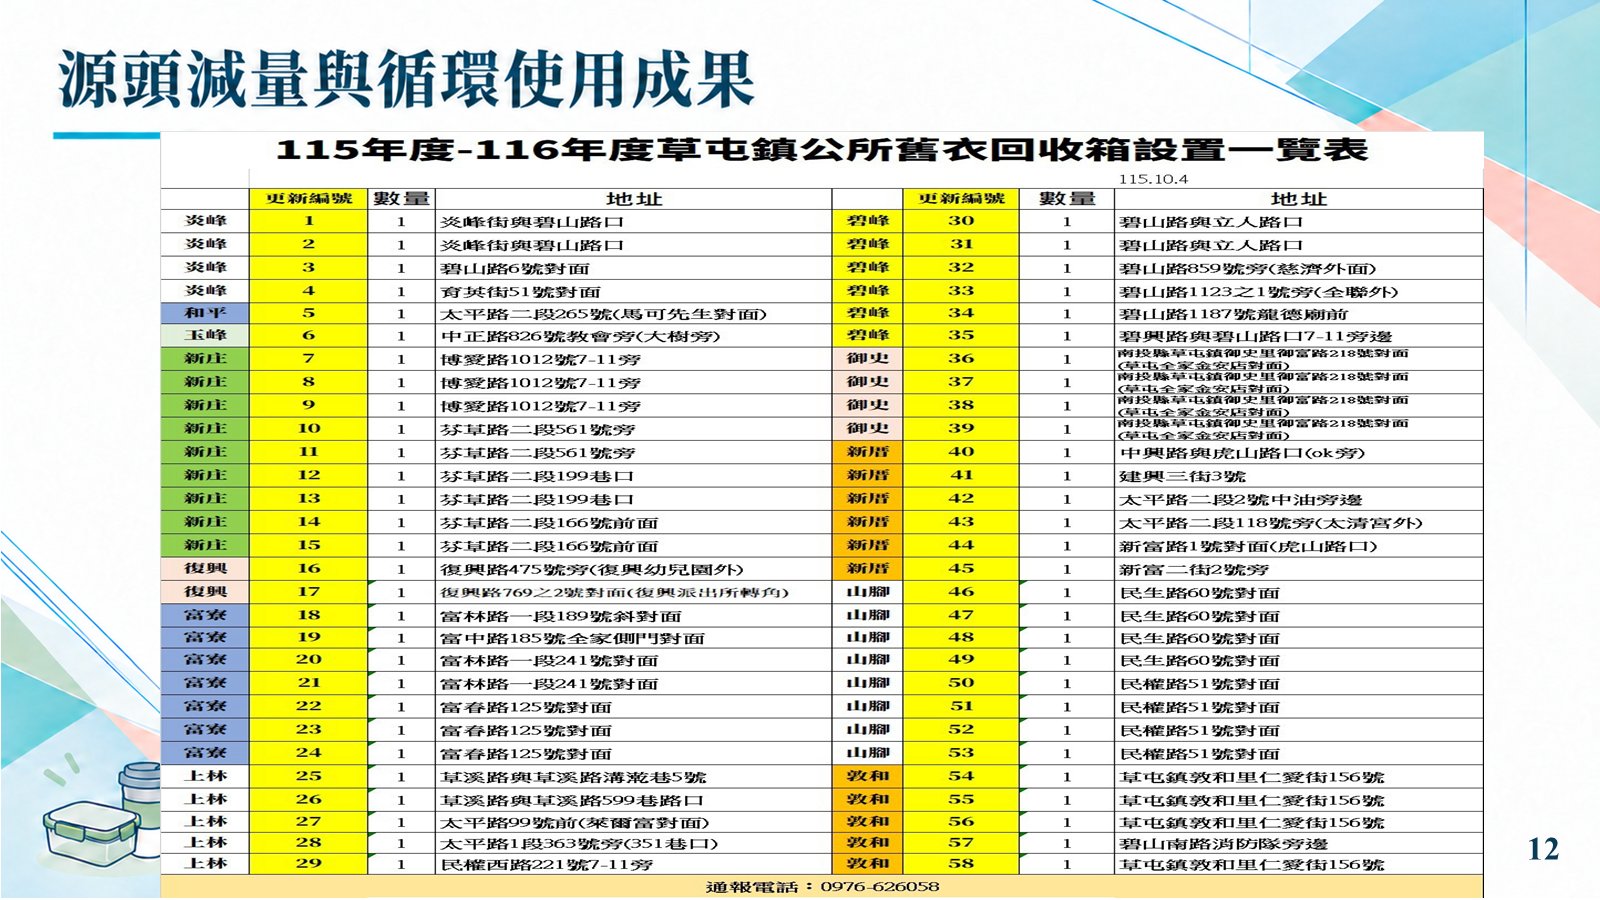 源頭減量與循環使用成果
115年度-116年度草屯鎮公所舊衣回收箱設置一覽表
115.10.4
更新編號 數量 地址 更新編號 數量 地址
炎峰 1 1 炎峰街與碧山路口 碧峰 30 1 碧山路與立人路口
炎峰 2 1 炎峰街與碧山路口 碧峰 31 1 碧山路與立人路口
炎峰 3 1 碧山路6號對面 碧峰 32 1 碧山路859號旁(慈濟外面)
炎峰 4 1 育英街51號對面 碧峰 33 1 碧山路1123之1號旁(全聯外)
和平 5 1 太平路二段265號(馬可先生對面) 碧峰 34 1 碧山路1187號龍德廟前
玉峰 6 1 中正路826號教會旁(大樹旁) 碧峰 35 1 碧興路與碧山路口7-11旁邊
新庄 7 1 博愛路1012號7-11旁 御史 36 1 南投縣草屯鎮御史里御富路218號對面(草屯全家金安店對面)
新庄 8 1 博愛路1012號7-11旁 御史 37 1 南投縣草屯鎮御史里御富路218號對面(草屯全家金安店對面)
新庄 9 1 博愛路1012號7-11旁 御史 38 1 南投縣草屯鎮御史里御富路218號對面(草屯全家金安店對面)
新庄 10 1 芬草路二段561號旁 御史 39 1 南投縣草屯鎮御史里御富路218號對面(草屯全家金安店對面)
新庄 11 1 芬草路二段561號旁 新厝 40 1 中興路與虎山路口(ok旁)
新庄 12 1 芬草路二段199巷口 新厝 41 1 建興三街3號
新庄 13 1 芬草路二段199巷口 新厝 42 1 太平路二段2號中油旁邊
新庄 14 1 芬草路二段166號前面 新厝 43 1 太平路二段118號旁(太清宮外)
新庄 15 1 芬草路二段166號前面 新厝 44 1 新富路1號對面(虎山路口)
復興 16 1 復興路475號旁(復興幼兒園外) 新厝 45 1 新富二街2號旁
復興 17 1 復興路769之2號對面(復興派出所轉角) 山腳 46 1 民生路60號對面
富寮 18 1 富林路一段189號斜對面 山腳 47 1 民生路60號對面
富寮 19 1 富中路185號全家側門對面 山腳 48 1 民生路60號對面
富寮 20 1 富林路一段241號對面 山腳 49 1 民生路60號對面
富寮 21 1 富林路一段241號對面 山腳 50 1 民權路51號對面
富寮 22 1 富春路125號對面 山腳 51 1 民權路51號對面
富寮 23 1 富春路125號對面 山腳 52 1 民權路51號對面
富寮 24 1 富春路125號對面 山腳 53 1 民權路51號對面
上林 25 1 草溪路與草溪路溝漧巷5號 敦和 54 1 草屯鎮敦和里仁愛街156號
上林 26 1 草溪路與草溪路599巷路口 敦和 55 1 草屯鎮敦和里仁愛街156號
上林 27 1 太平路99號前(萊爾富對面) 敦和 56 1 草屯鎮敦和里仁愛街156號
上林 28 1 太平路1段363號旁(351巷口) 敦和 57 1 碧山南路消防隊旁邊
上林 29 1 民權西路221號7-11旁 敦和 58 1 草屯鎮敦和里仁愛街156號
通報電話：0976-626058
12